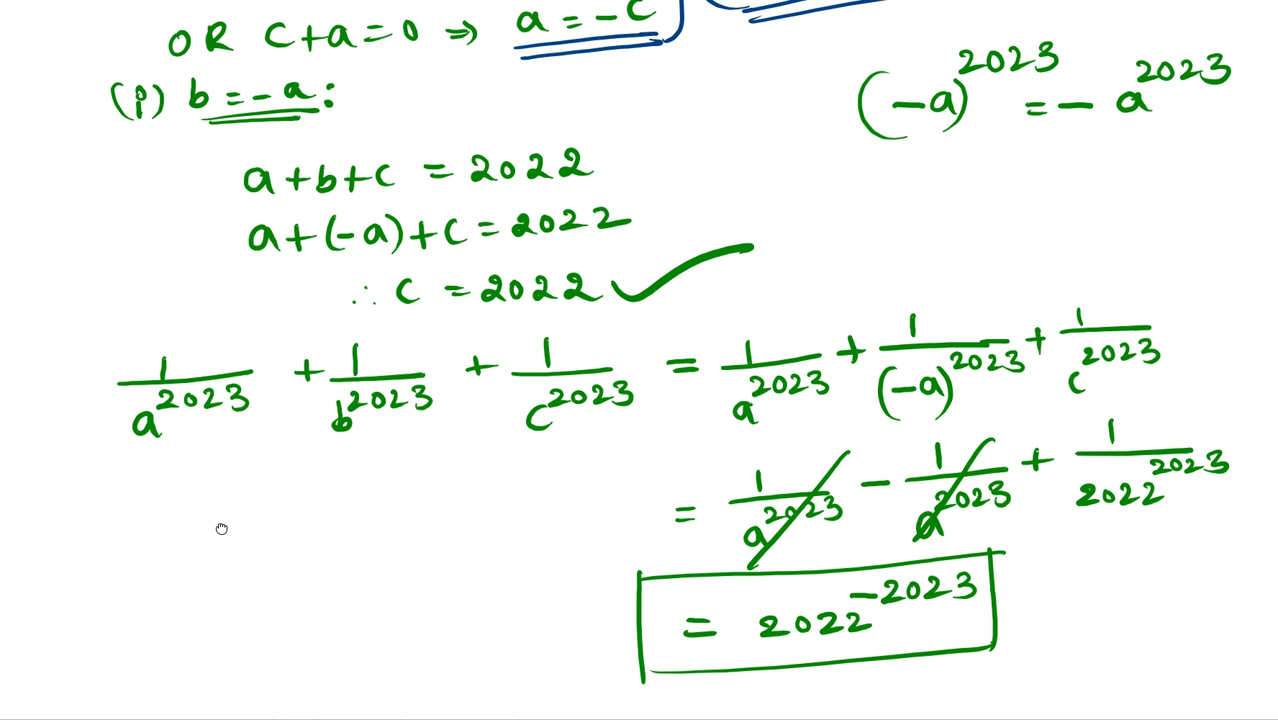 OR c+a=0 ⇒ a=-c
(-a)^2023 = - a^2023
(i) b=-a:
a+b+c = 2022
a+(-a)+c=2022
∴ c = 2022 ✓
1/a^2023 + 1/b^2023 + 1/c^2023 = 1/a^2023 + 1/(-a)^2023 + 1/c^2023
= 1/a^2023 - 1/a^2023 + 1/2022^2023
= 2022^-2023